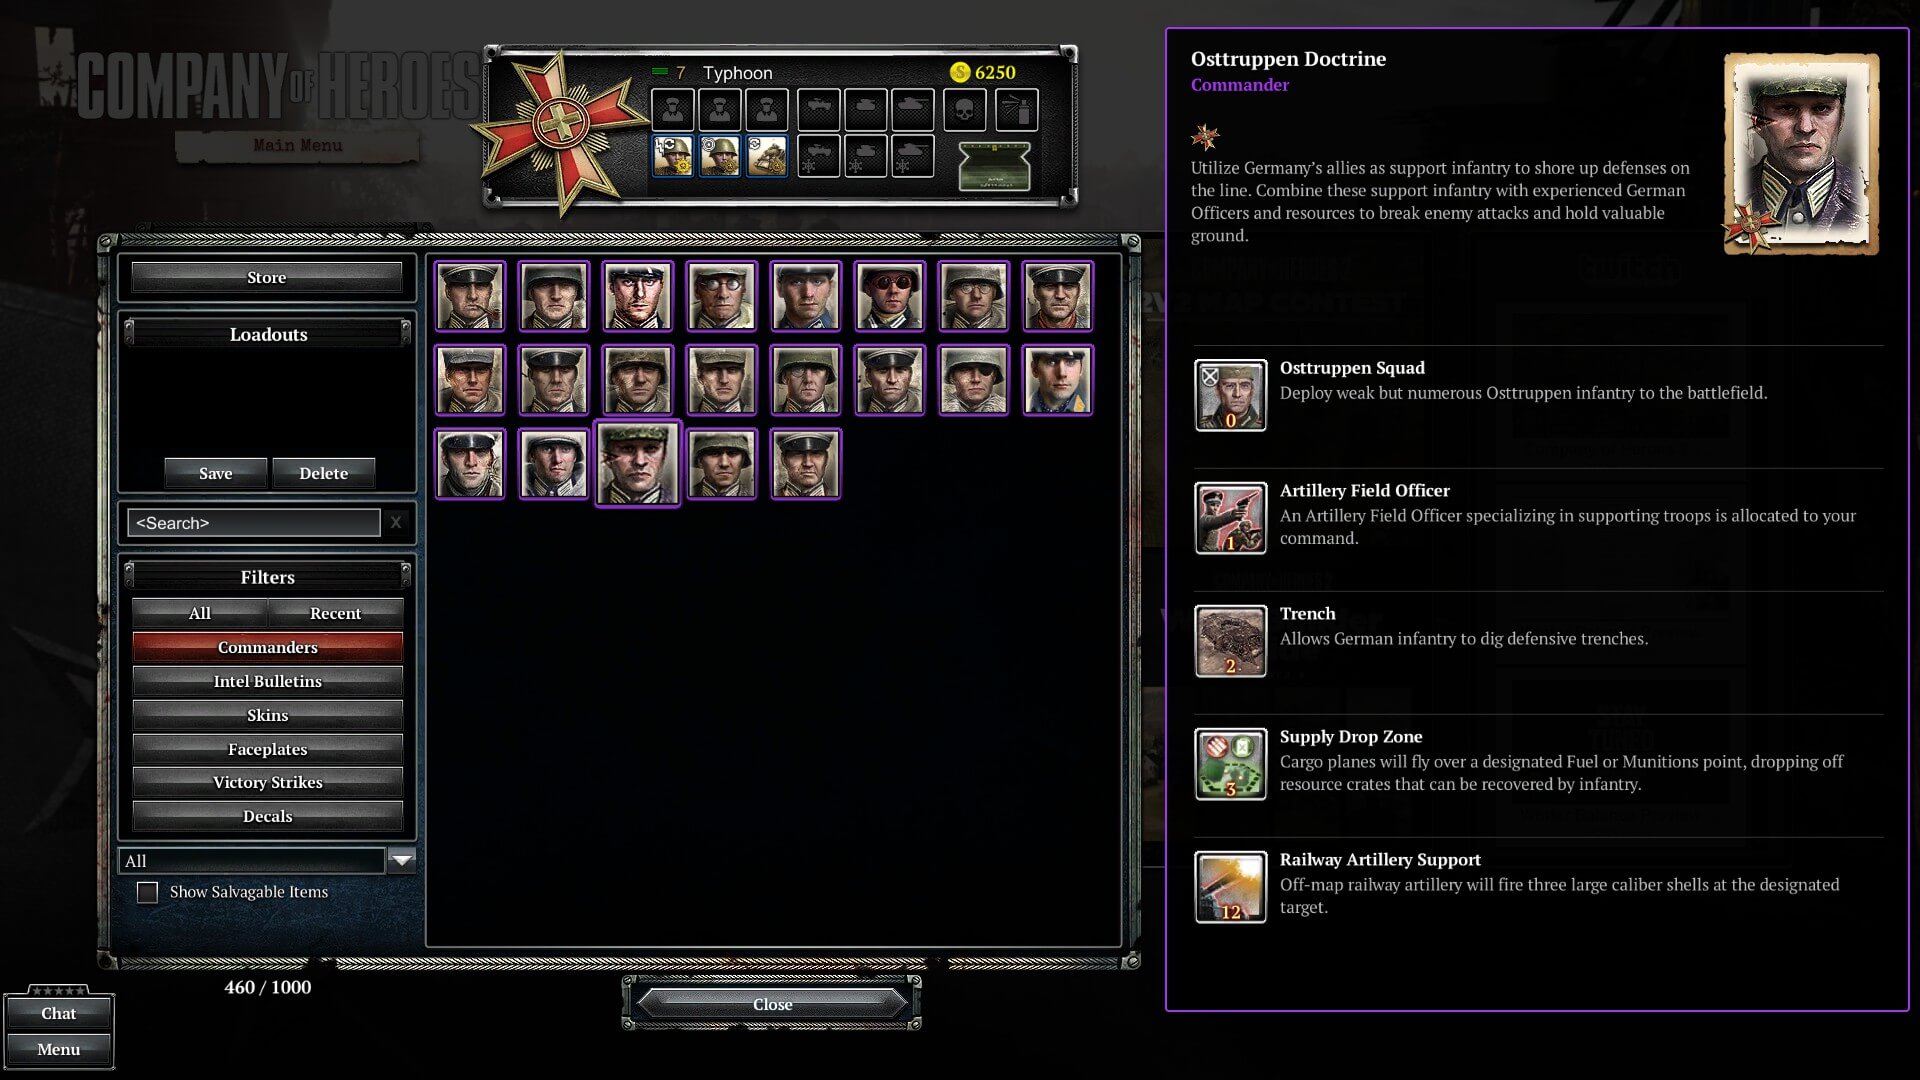 COMPANY OF HEROES
Main Menu
7 Typhoon
6250
Store
Loadouts
Save
Delete
<Search>
X
Filters
All
Recent
Commanders
Intel Bulletins
Skins
Faceplates
Victory Strikes
Decals
All
Show Salvagable Items
460 / 1000
Close
Chat
Menu
Osttruppen Doctrine
Commander
Utilize Germany's allies as support infantry to shore up defenses on
the line. Combine these support infantry with experienced German
Officers and resources to break enemy attacks and hold valuable
ground.
Osttruppen Squad
Deploy weak but numerous Osttruppen infantry to the battlefield.
0
Artillery Field Officer
An Artillery Field Officer specializing in supporting troops is allocated to your
command.
1
Trench
Allows German infantry to dig defensive trenches.
2
Supply Drop Zone
Cargo planes will fly over a designated Fuel or Munitions point, dropping off
resource crates that can be recovered by infantry.
3
Railway Artillery Support
Off-map railway artillery will fire three large caliber shells at the designated
target.
12